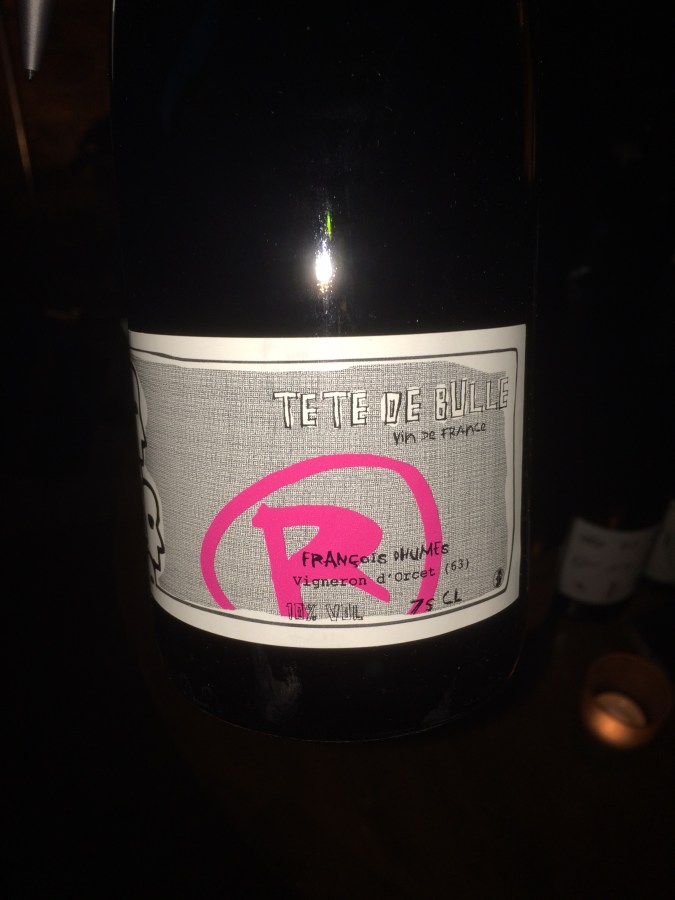 TETE DE BULLE
Vin De FRANCE
R
FRANÇOIS DHUMES
Vigneron d'Orcet (63)
10% VOL
75 CL